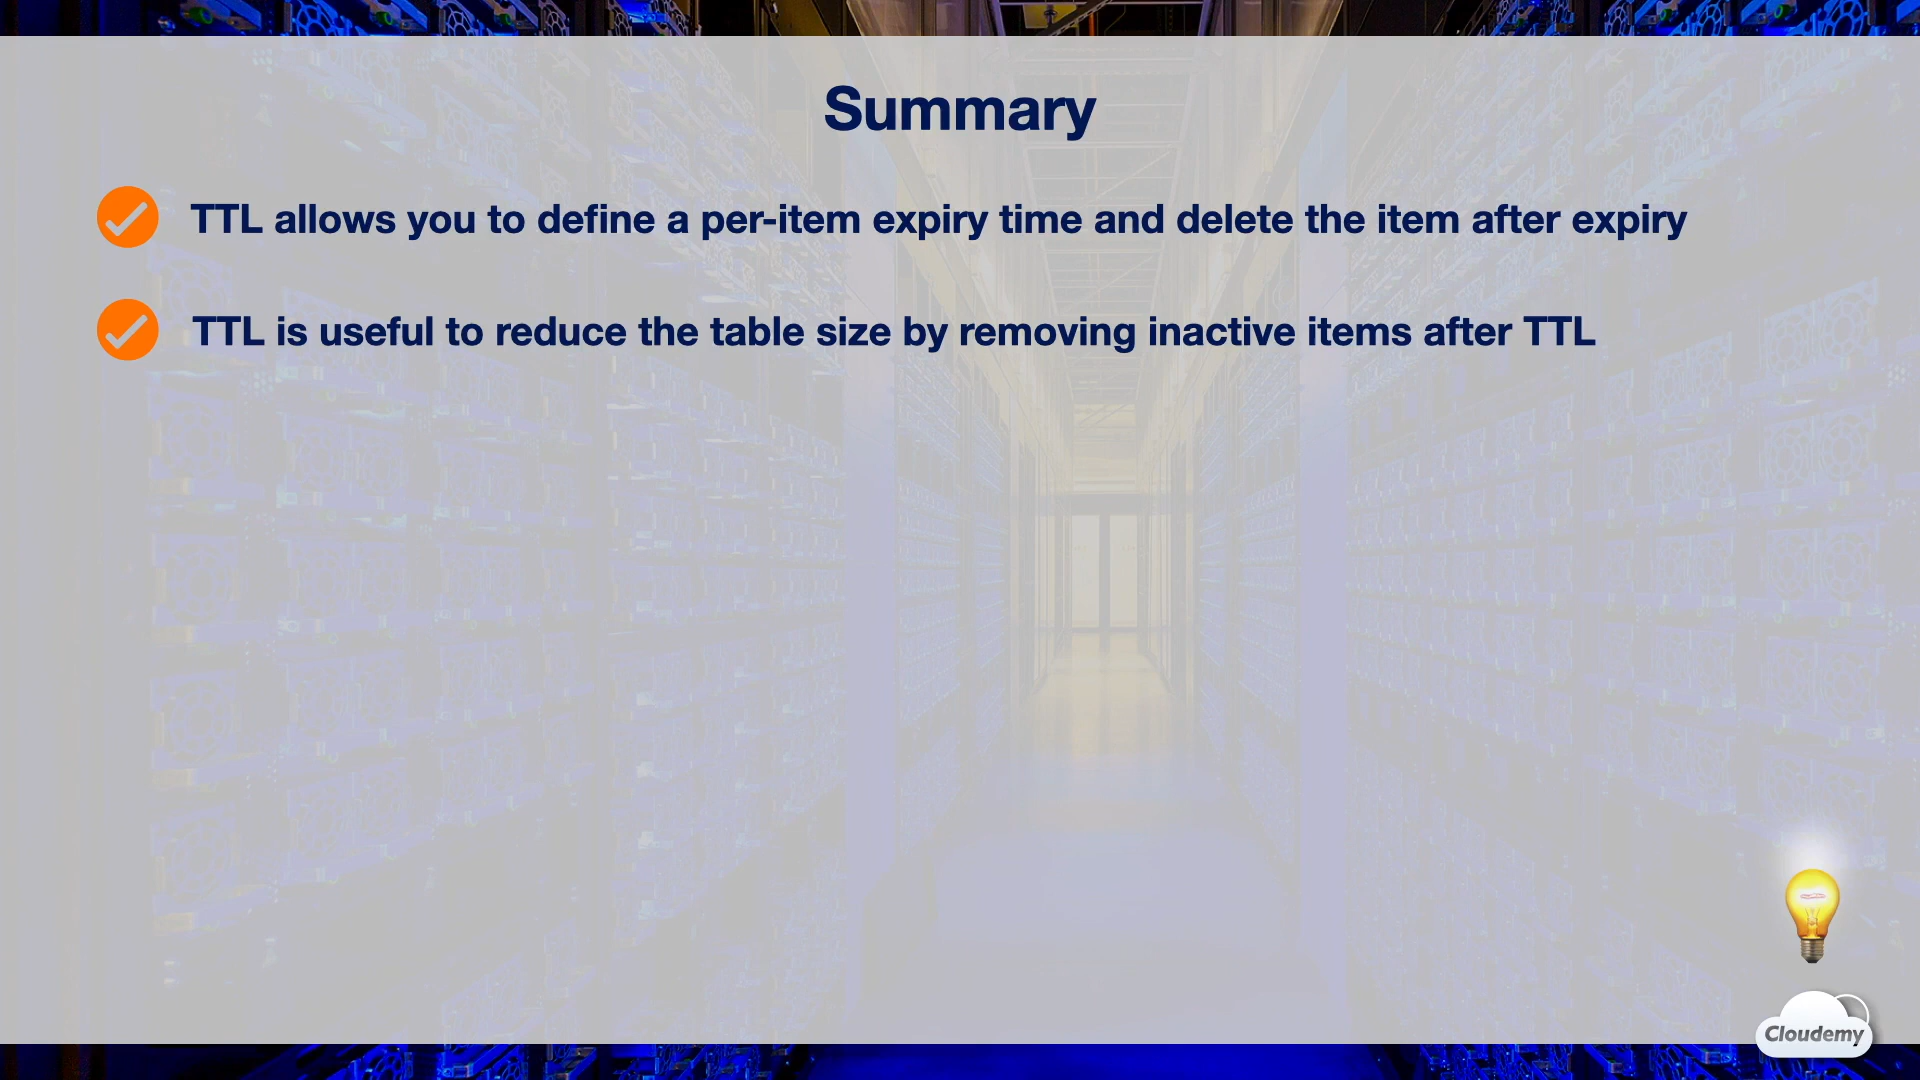 Summary
TTL allows you to define a per-item expiry time and delete the item after expiry
TTL is useful to reduce the table size by removing inactive items after TTL
Cloudemy